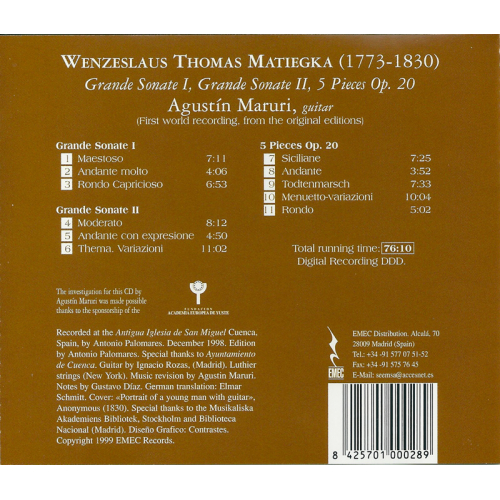 WENZESLAUS THOMAS MATIEGKA (1773-1830)
Grande Sonate I, Grande Sonate II, 5 Pieces Op. 20
Agustín Maruri, guitar
(First world recording, from the original editions)
Grande Sonate I
1 Maestoso 7:11
2 Andante molto 4:06
3 Rondo Capricioso 6:53
Grande Sonate II
4 Moderato 8:12
5 Andante con expresione 4:50
6 Thema. Variazioni 11:02
5 Pieces Op. 20
7 Siciliane 7:25
8 Andante 3:52
9 Todtenmarsch 7:33
10 Menuetto-variazioni 10:04
11 Rondo 5:02
Total running time: 76:10
Digital Recording DDD.
The investigation for this CD by
Agustín Maruri was made possible
thanks to the sponsorship of the
FUNDACIÓN
ACADEMIA EUROPEA DE YUSTE
Recorded at the Antigua Iglesia de San Miguel Cuenca,
Spain, by Antonio Palomares. December 1998. Edition
by Antonio Palomares. Special thanks to Ayuntamiento
de Cuenca. Guitar by Ignacio Rozas, (Madrid). Luthier
strings (New York). Music revision by Agustín Maruri.
Notes by Gustavo Díaz. German translation: Elmar
Schmitt. Cover: «Portrait of a young man with guitar»,
Anonymous (1830). Special thanks to the Musikaliska
Akademiens Bibliotek, Stockholm and Biblioteca
Nacional (Madrid). Diseño Grafico: Contrastes.
Copyright 1999 EMEC Records.
EMEC
EMEC Distribution. Alcalá, 70
28009 Madrid (Spain)
Tel.: +34 -91 577 07 51-52
Fax: +34 -91 575 76 45
E-Mail: seemsa@accesnet.es
8 425701 000289